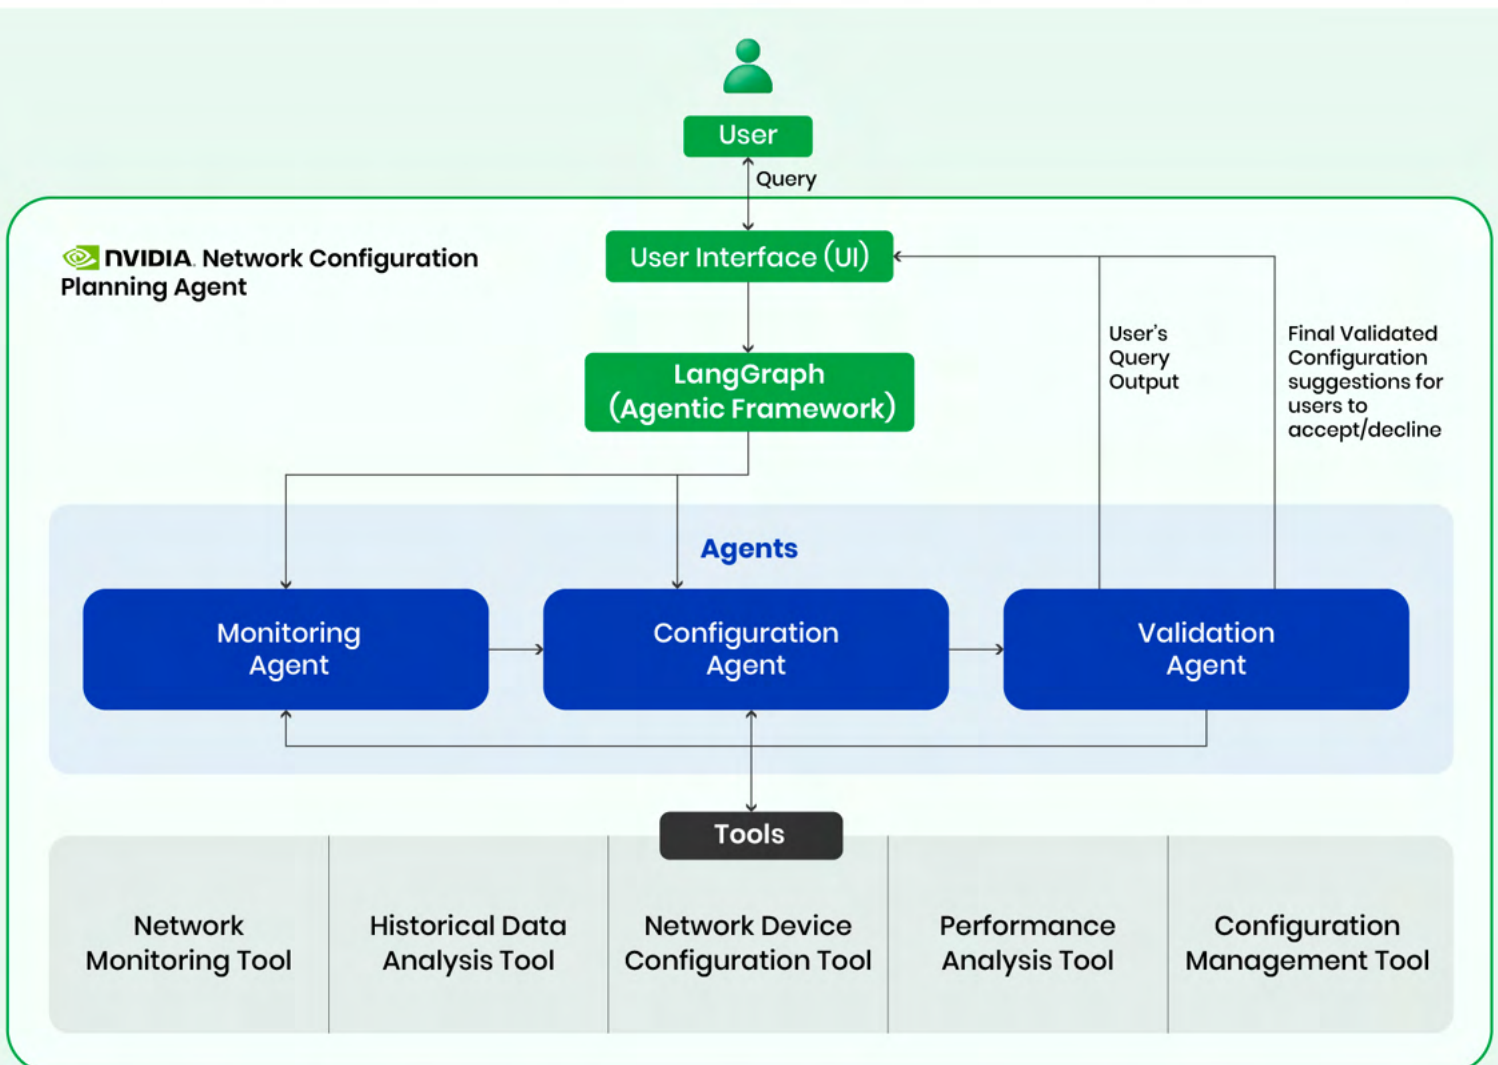 User
Query
NVIDIA. Network Configuration
Planning Agent
User Interface (UI)
LangGraph
(Agentic Framework)
User's
Query
Output
Final Validated
Configuration
suggestions for
users to
accept/decline
Agents
Monitoring
Agent
Configuration
Agent
Validation
Agent
Tools
Network
Monitoring Tool
Historical Data
Analysis Tool
Network Device
Configuration Tool
Performance
Analysis Tool
Configuration
Management Tool